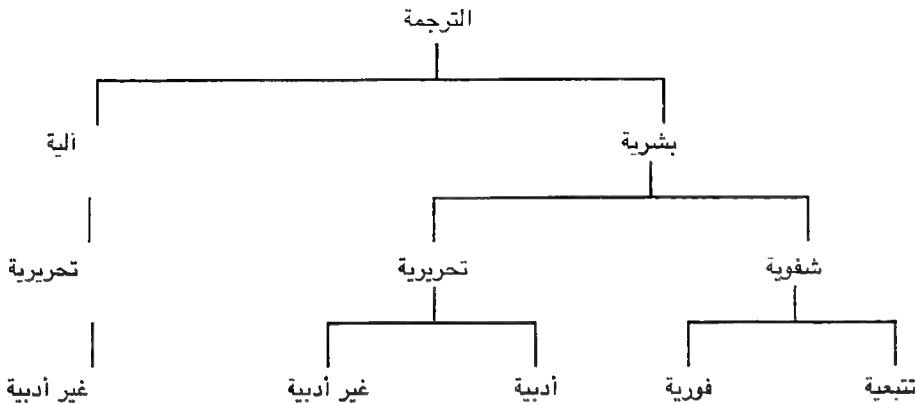 الترجمة
بشرية
آلية
شفوية
تحريرية
تحريرية
تتبعية
فورية
أدبية
غير أدبية
غير أدبية